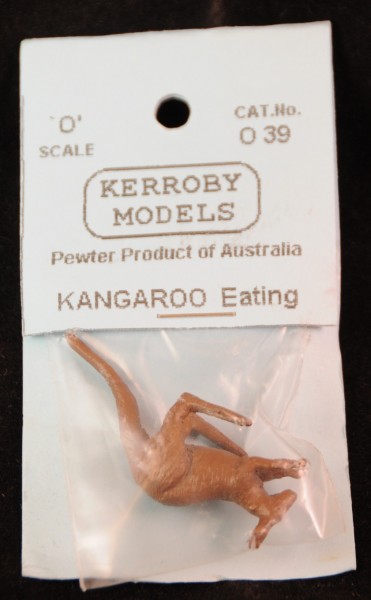 'O'
SCALE
CAT.No.
O 39
KERROBY
MODELS
Pewter Product of Australia
KANGAROO Eating